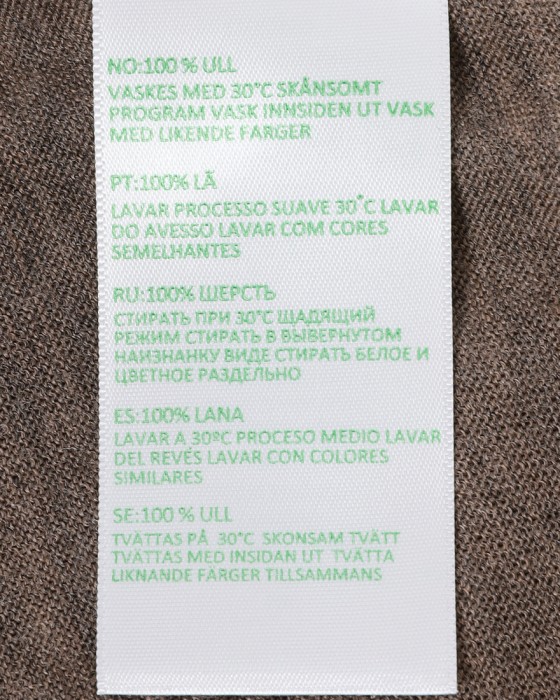 NO:100 % ULL
VASKES MED 30°C SKÅNSOMT
PROGRAM VASK INNSIDEN UT VASK
MED LIKENDE FARGER
PT:100% LÃ
LAVAR PROCESSO SUAVE 30°C LAVAR
DO AVESSO LAVAR COM CORES
SEMELHANTES
RU:100% ШЕРСТЬ
СТИРАТЬ ПРИ 30°C ЩАДЯЩИЙ
РЕЖИМ СТИРАТЬ В ВЫВЕРНУТОМ
НАИЗНАНКУ ВИДЕ СТИРАТЬ БЕЛОЕ И
ЦВЕТНОЕ РАЗДЕЛЬНО
ES:100% LANA
LAVAR A 30ºC PROCESO MEDIO LAVAR
DEL REVÉS LAVAR CON COLORES
SIMILARES
SE:100 % ULL
TVÄTTAS PÅ 30°C SKONSAM TVÄTT
TVÄTTAS MED INSIDAN UT TVÄTTA
LIKNANDE FÄRGER TILLSAMMANS